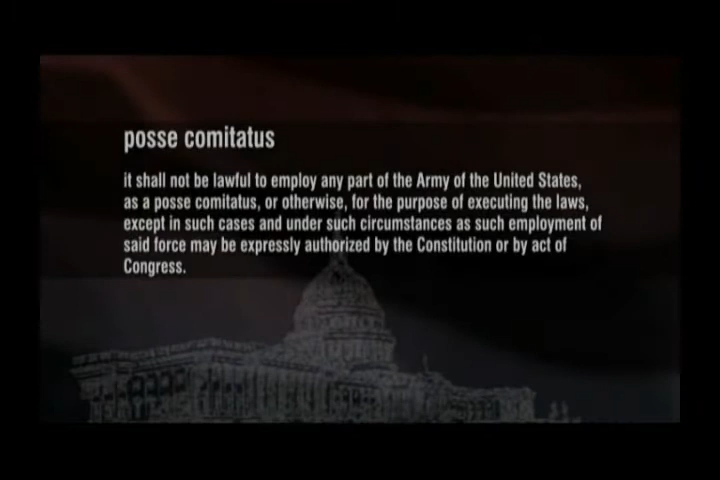 posse comitatus
it shall not be lawful to employ any part of the Army of the United States,
as a posse comitatus, or otherwise, for the purpose of executing the laws,
except in such cases and under such circumstances as such employment of
said force may be expressly authorized by the Constitution or by act of
Congress.